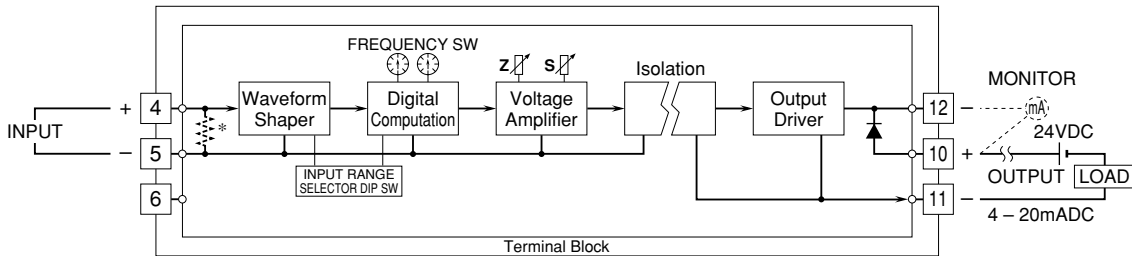 FREQUENCY SW
Z
S
Isolation
MONITOR
INPUT
+
4
*
Waveform
Shaper
Digital
Computation
Voltage
Amplifier
Output
Driver
12
−
mA
24VDC
−
5
INPUT RANGE
SELECTOR DIP SW
10
+
OUTPUT
LOAD
6
11
−
4 – 20mADC
Terminal Block